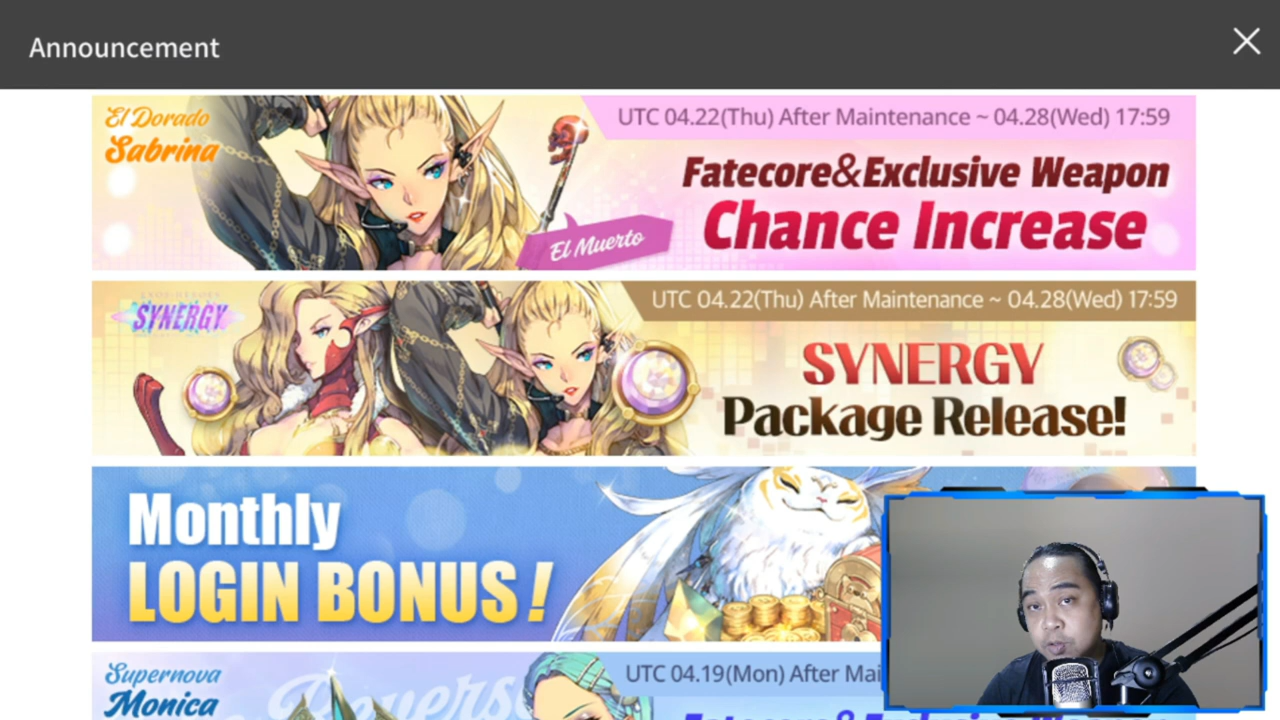 Announcement
El Dorado
Sabrina
UTC 04.22(Thu) After Maintenance ~ 04.28(Wed) 17:59
Fatecore&Exclusive Weapon
Chance Increase
El Muerto
SYNERGY
UTC 04.22(Thu) After Maintenance ~ 04.28(Wed) 17:59
SYNERGY
Package Release!
Monthly
LOGIN BONUS!
Supernova
Monica
UTC 04.19(Mon) After